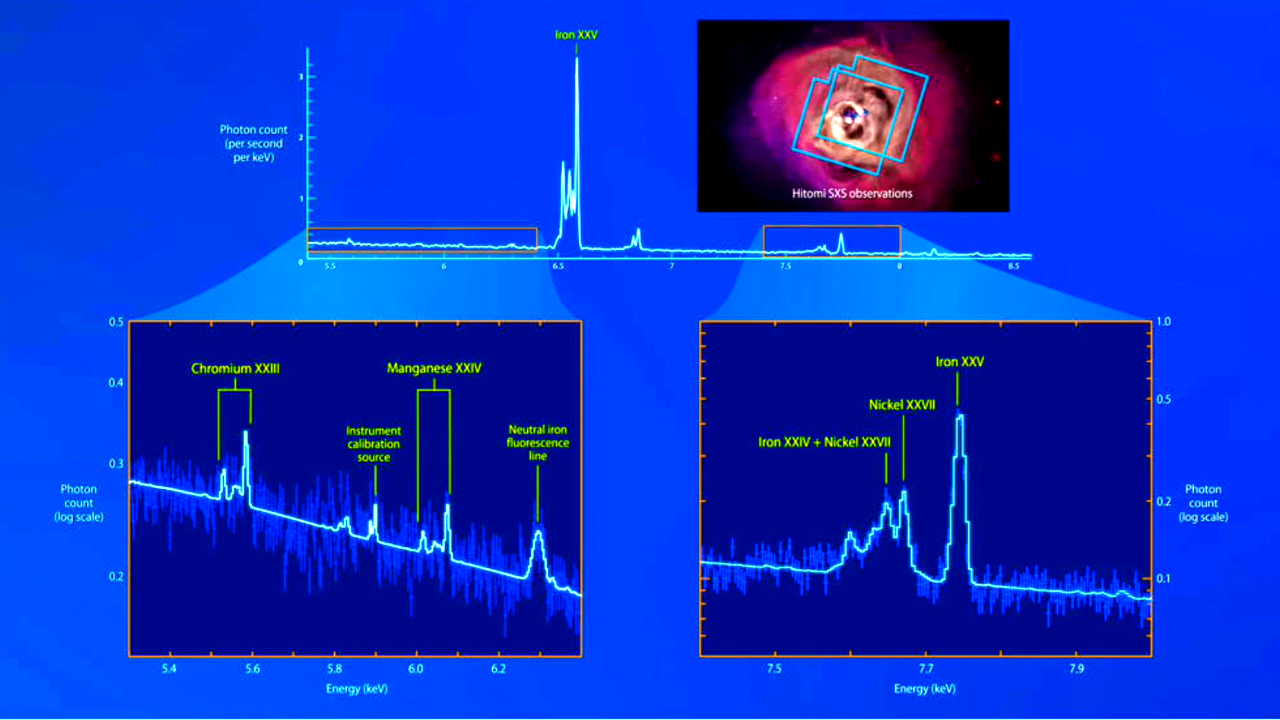 Iron XXV
Photon count
(per second
per keV)
3
2
1
0
5.5
6
6.5
7
7.5
8
8.5
Hitomi SXS observations
0.5
0.4
0.3
0.2
Photon
count
(log scale)
Chromium XXIII
Manganese XXIV
Instrument
calibration
source
Neutral iron
fluorescence
line
5.4
5.6
5.8
6.0
6.2
Energy (keV)
Iron XXV
Nickel XXVII
Iron XXIV + Nickel XXVII
1.0
0.5
0.2
0.1
Photon
count
(log scale)
7.5
7.7
7.9
Energy (keV)